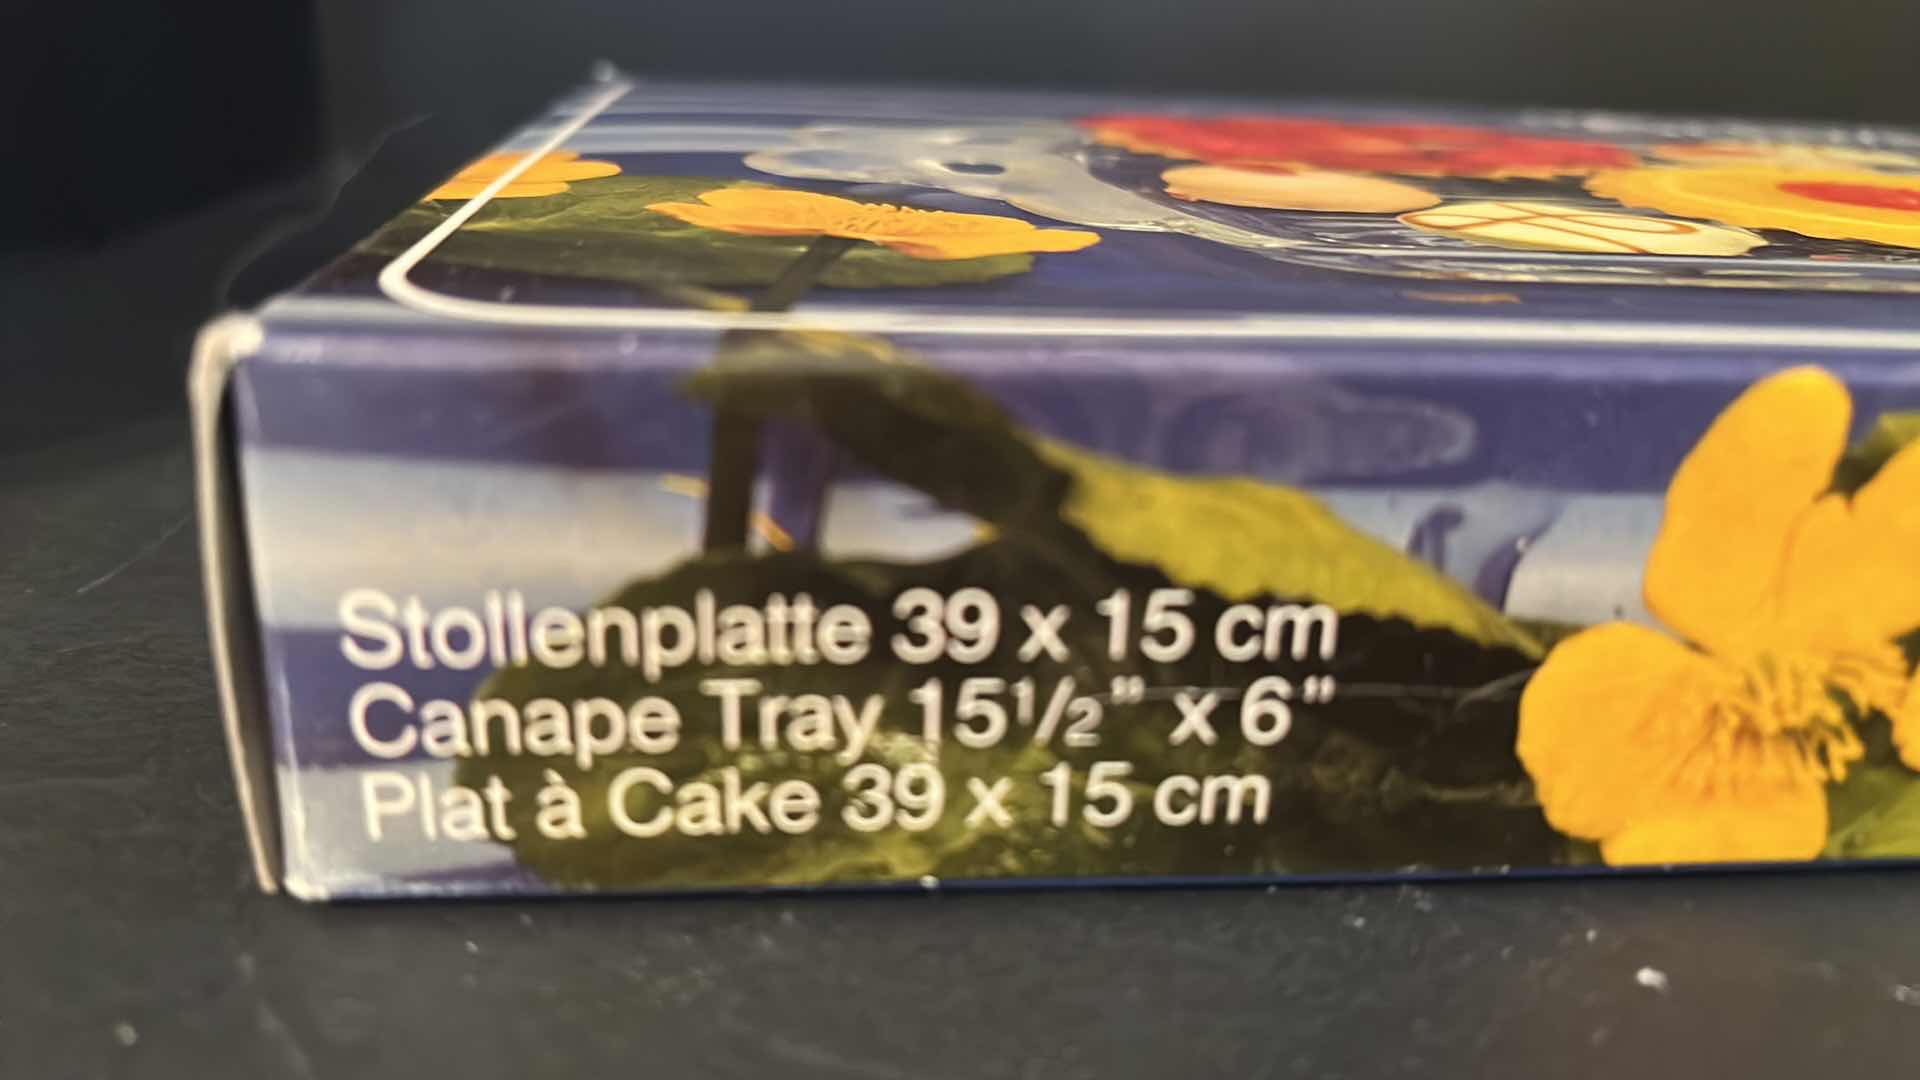 Stollenplatte 39 x 15 cm
Canape Tray 15½" x 6"
Plat à Cake 39 x 15 cm